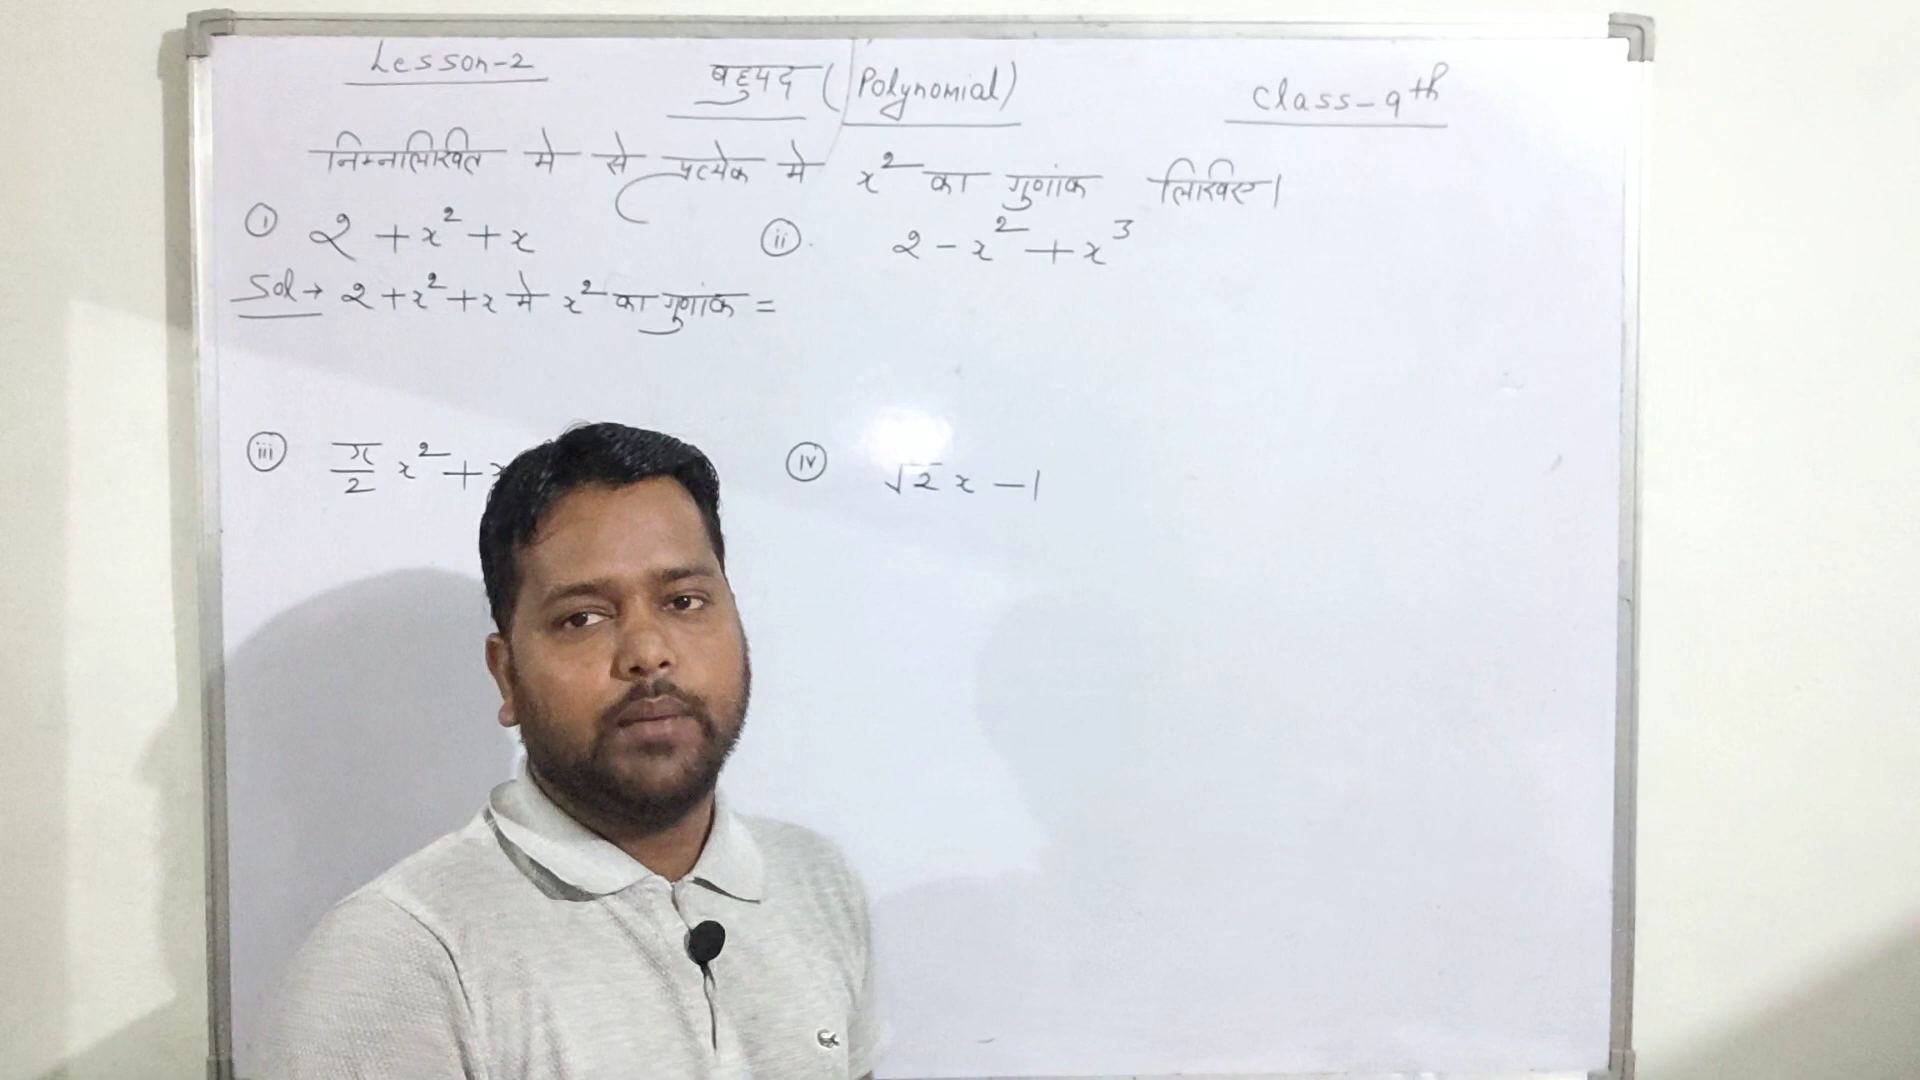 Lesson-2
बहुपद (Polynomial)
Class-9th
निम्नलिखित मे से प्रत्येक मे x² का गुणांक लिखिए।
(i) 2 + x² + x
(ii) 2 - x² + x³
Sol → 2 + x² + x मे x² का गुणांक =
(iii) π/2 x² + x
(iv) √2 x - 1